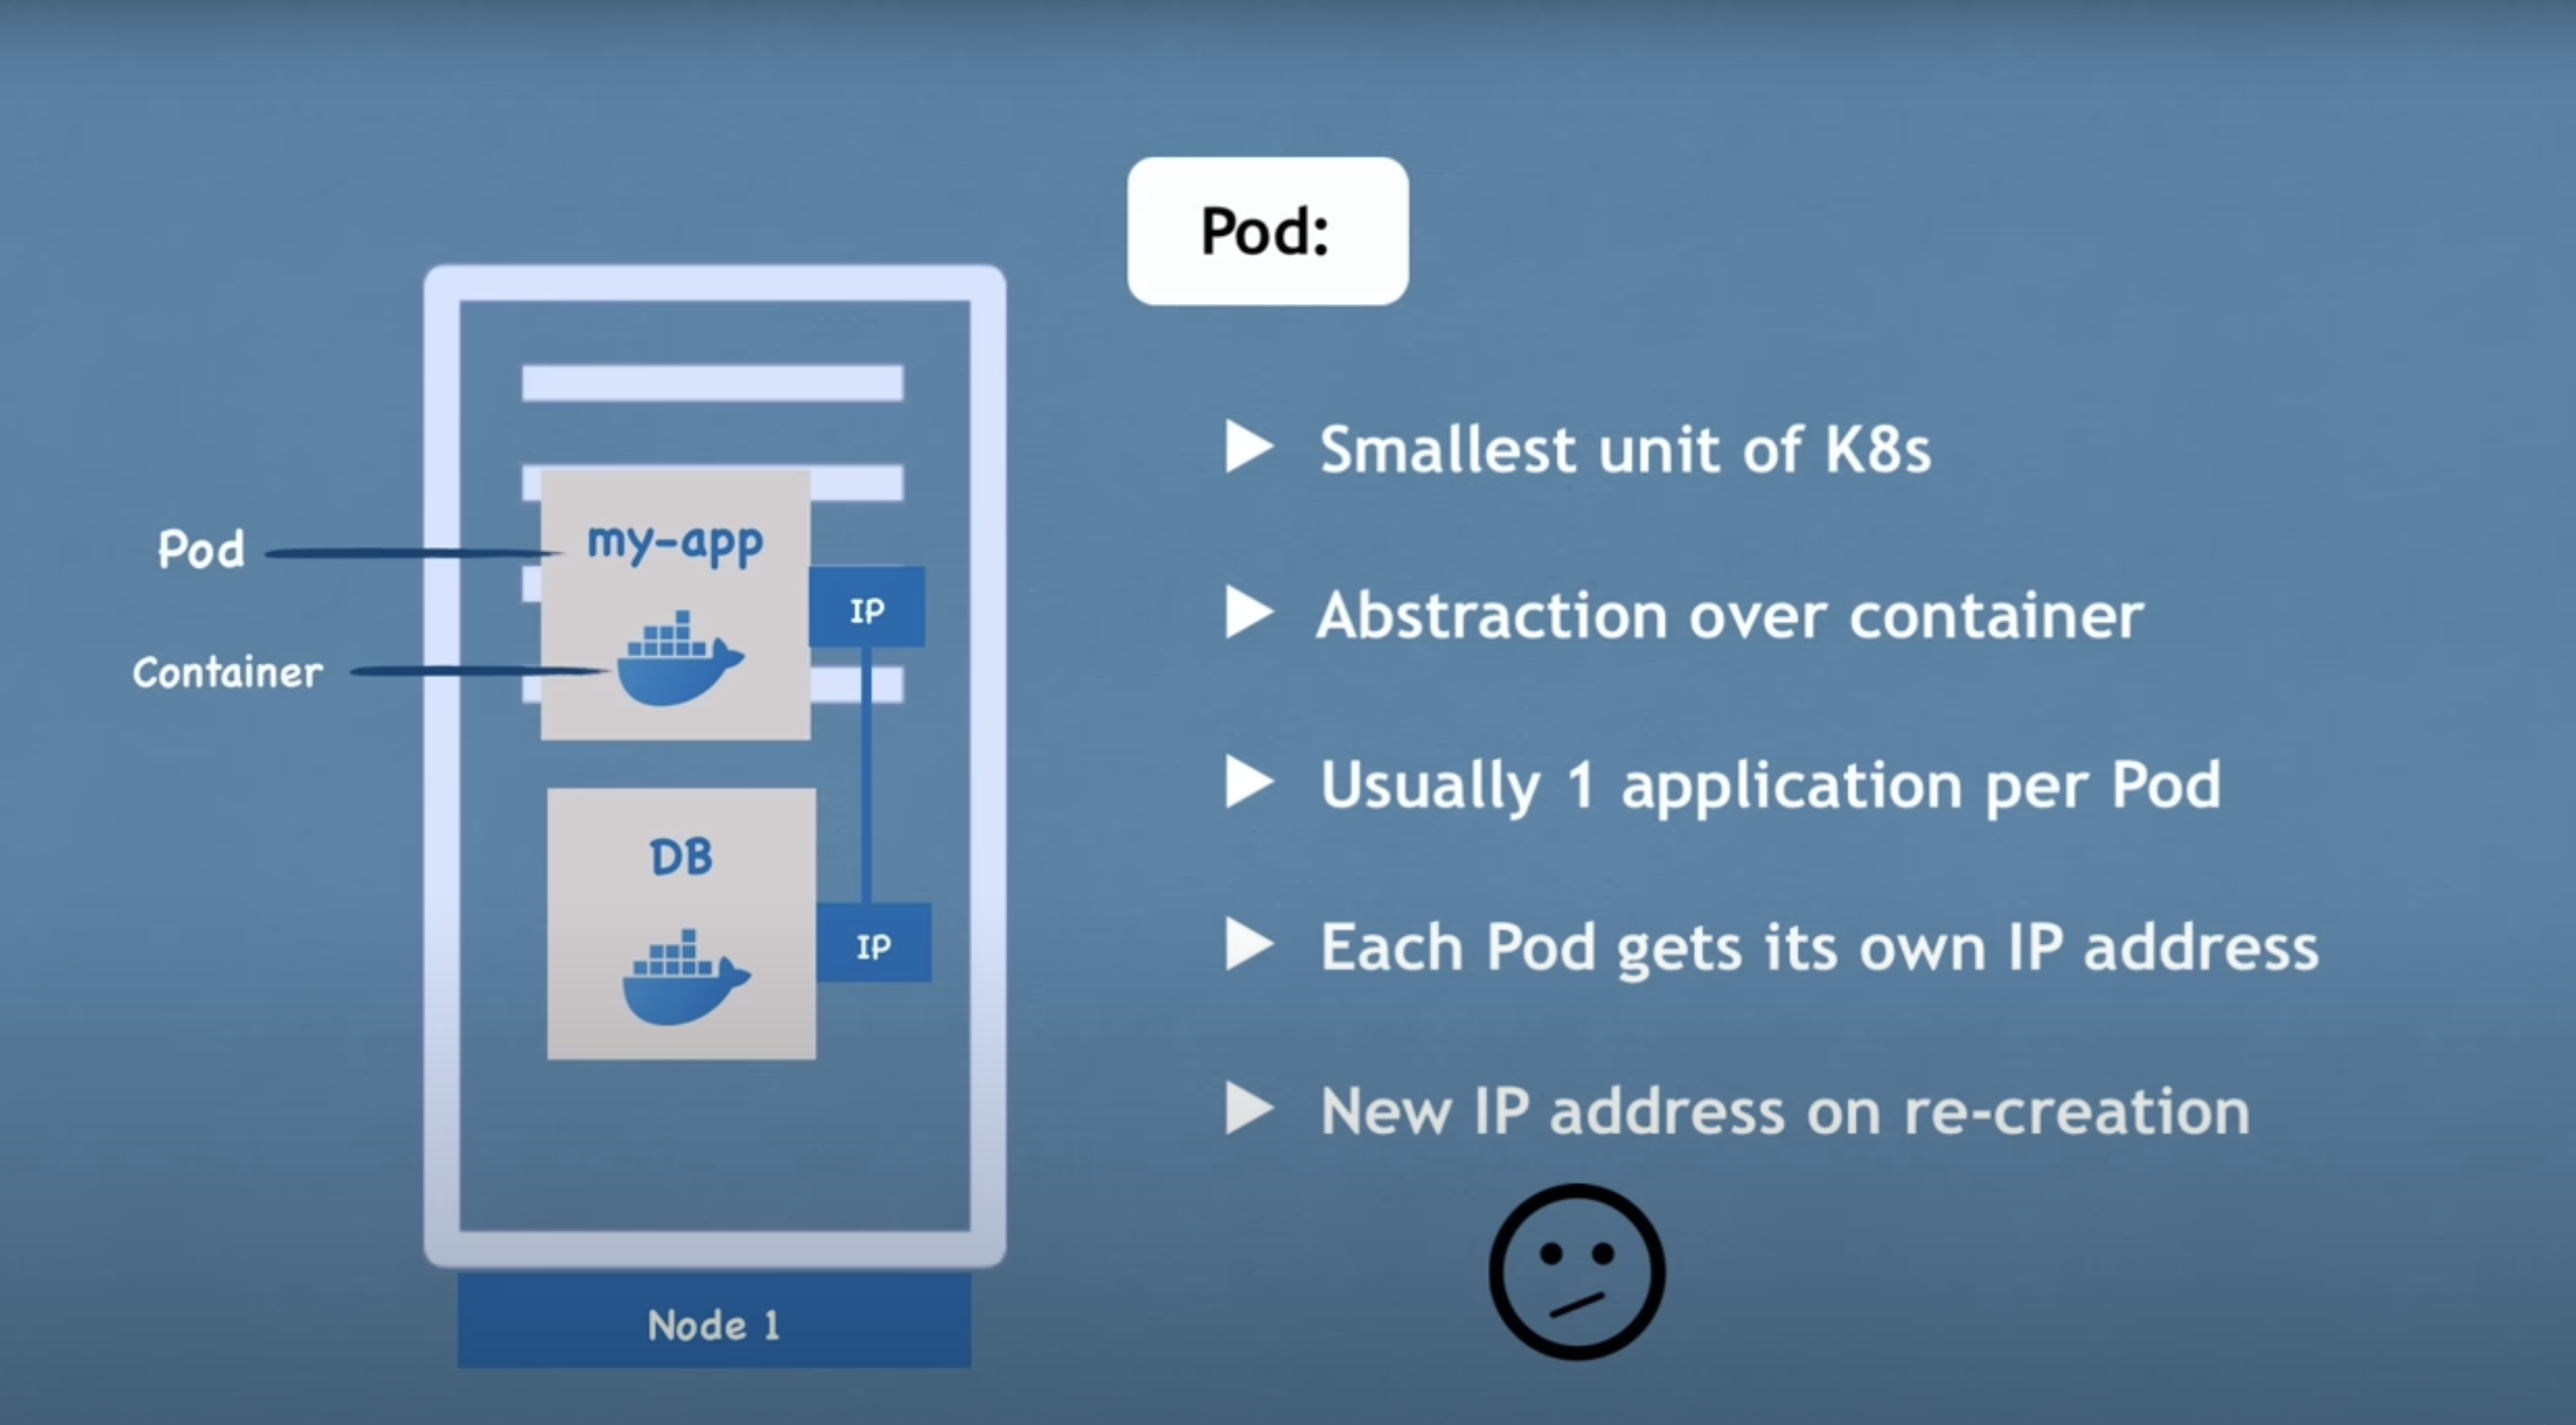 Pod:
Smallest unit of K8s
Abstraction over container
Usually 1 application per Pod
Each Pod gets its own IP address
New IP address on re-creation
Pod
Container
my-app
IP
DB
IP
Node 1